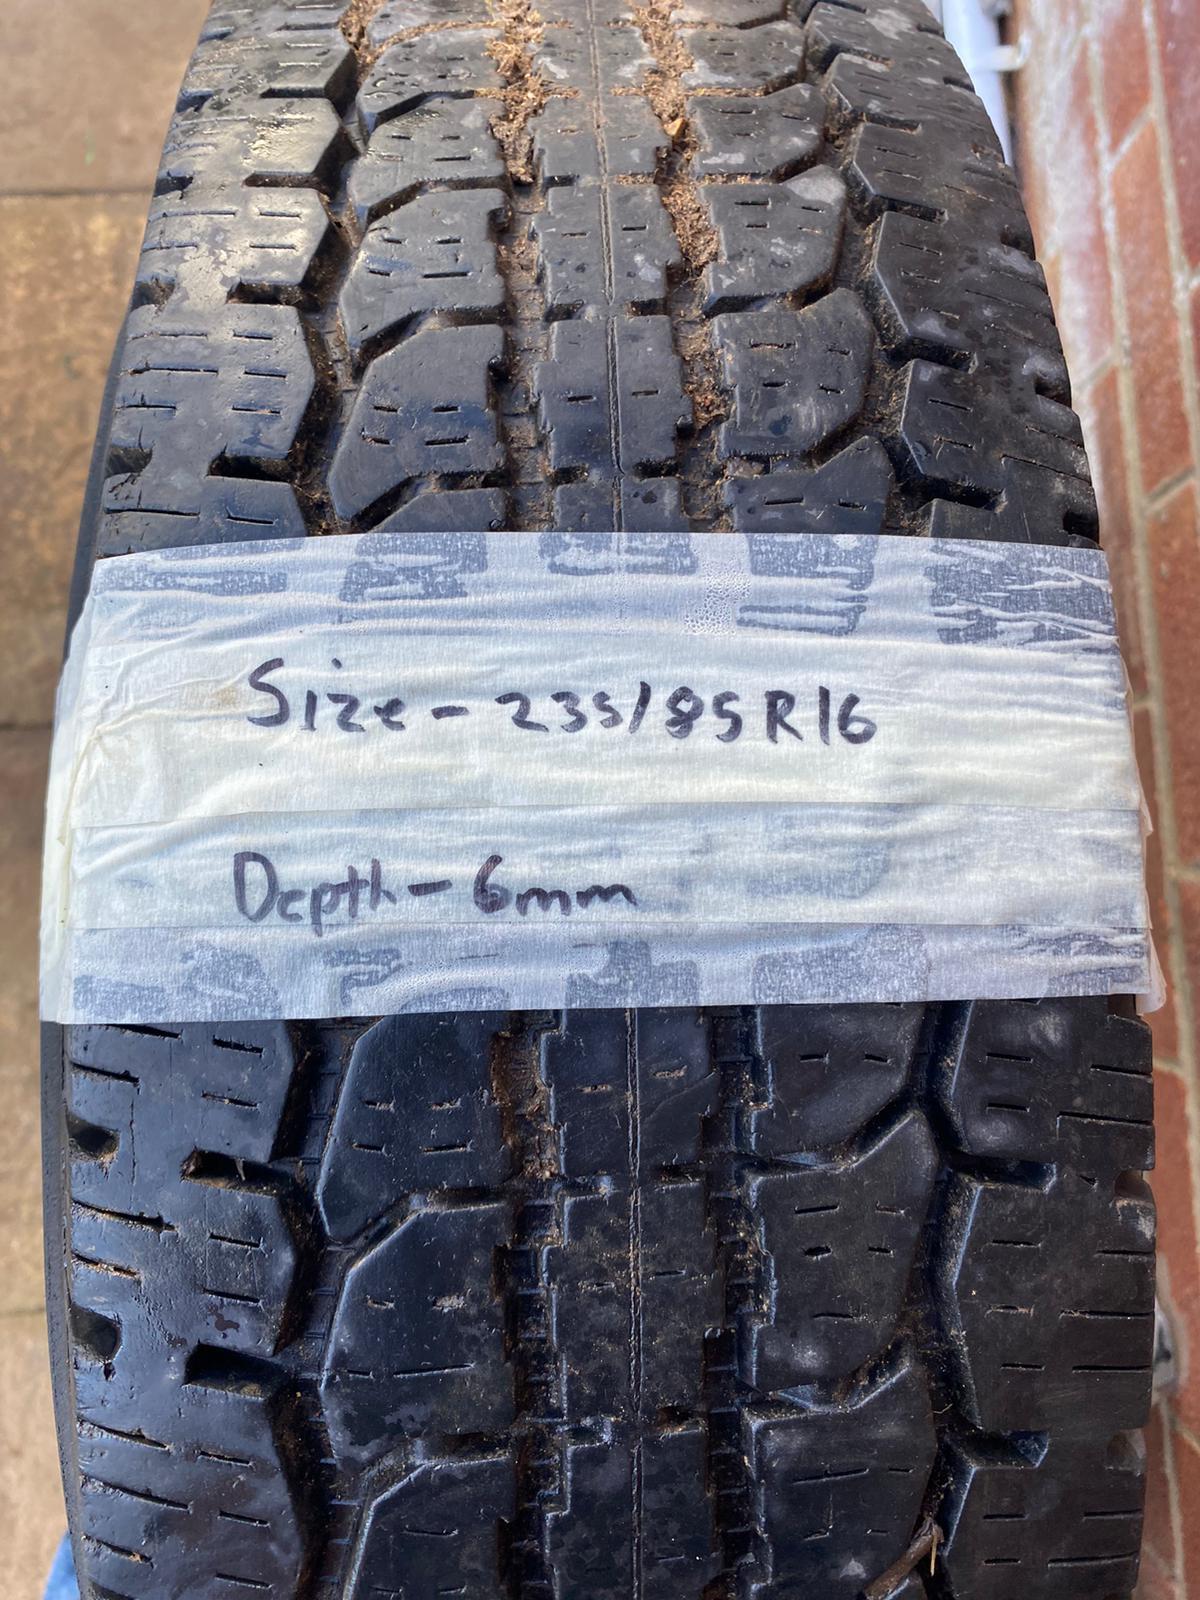 Size - 235/85 R16
Depth - 6mm